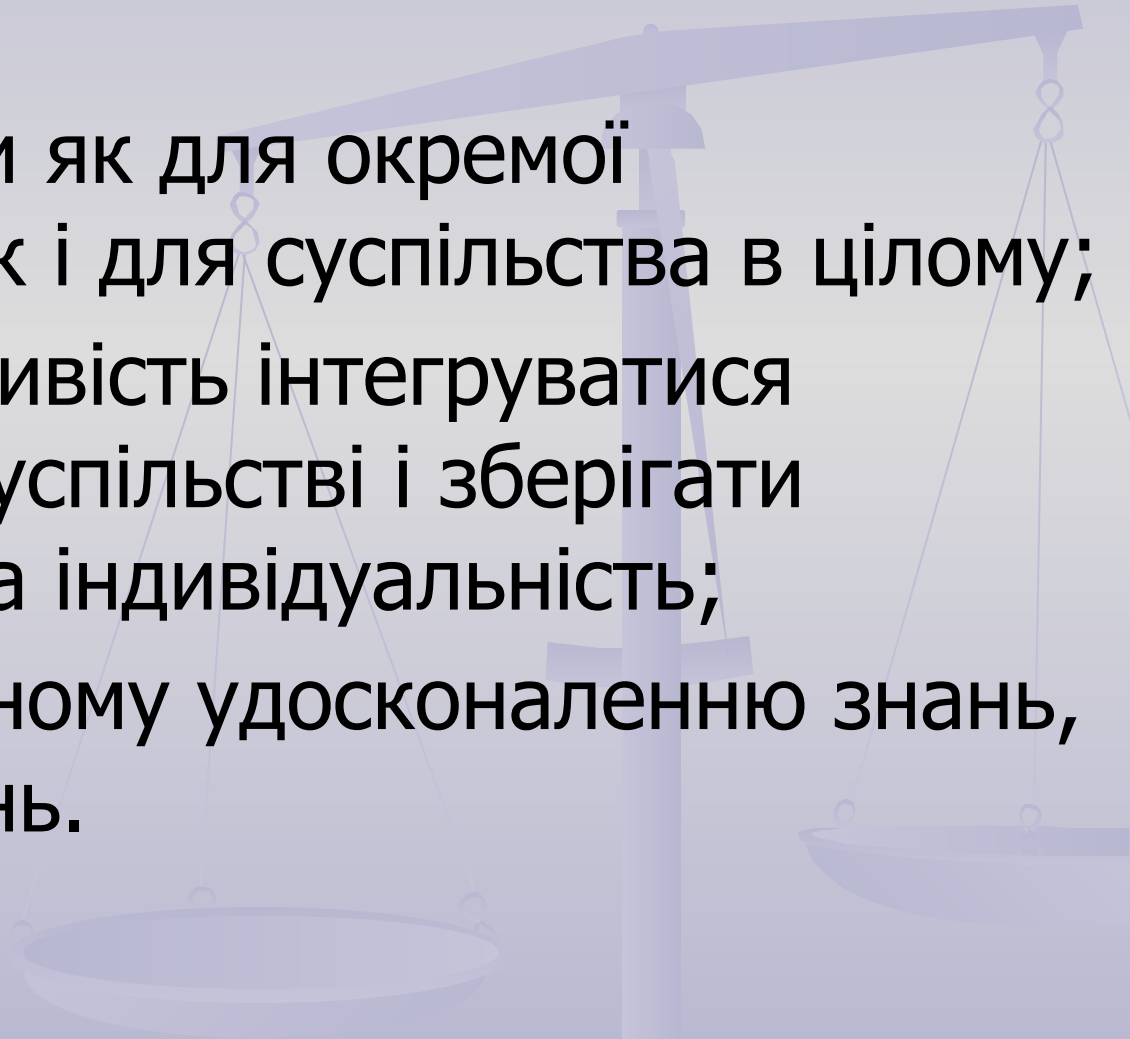 и як для окремої
к і для суспільства в цілому;
ивість інтегруватися
успільстві і зберігати
а індивідуальність;
ному удосконаленню знань,
нь.